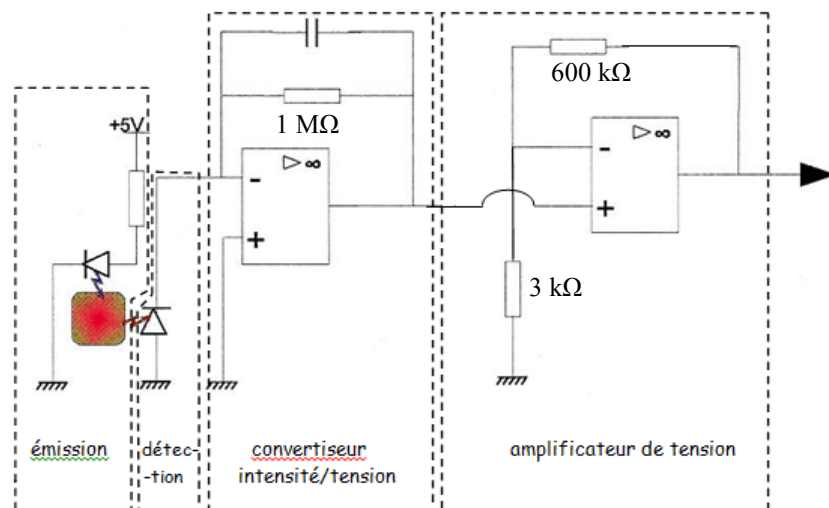 600 kΩ
1 MΩ
+5V
▷ ∞
-
+
▷ ∞
-
+
3 kΩ
émission
détec-
-tion
convertiseur
intensité/tension
amplificateur de tension